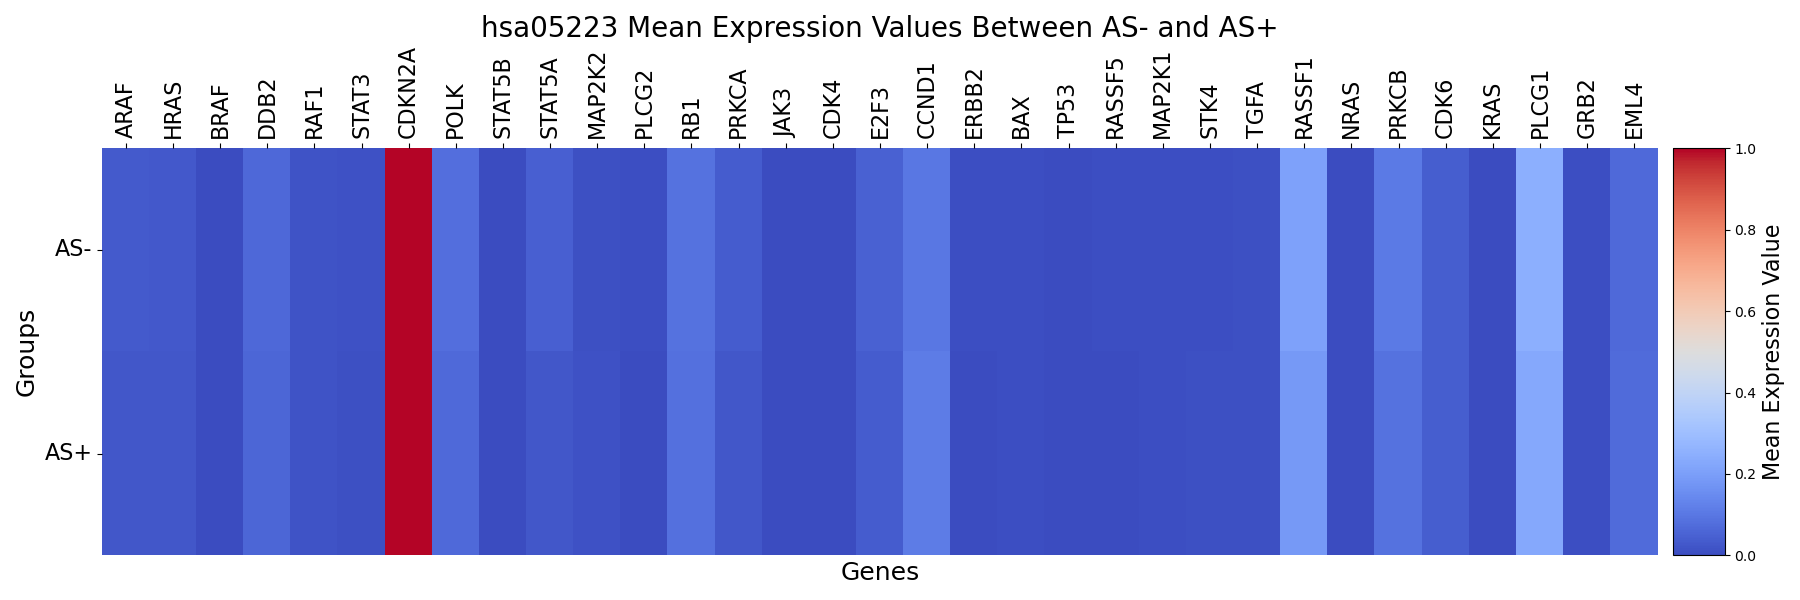 hsa05223 Mean Expression Values Between AS- and AS+
ARAF HRAS BRAF DDB2 RAF1 STAT3 CDKN2A POLK STAT5B STAT5A MAP2K2 PLCG2 RB1 PRKCA JAK3 CDK4 E2F3 CCND1 ERBB2 BAX TP53 RASSF5 MAP2K1 STK4 TGFA RASSF1 NRAS PRKCB CDK6 KRAS PLCG1 GRB2 EML4
Groups
AS-
AS+
Genes
1.0
0.8
0.6
0.4
0.2
0.0
Mean Expression Value